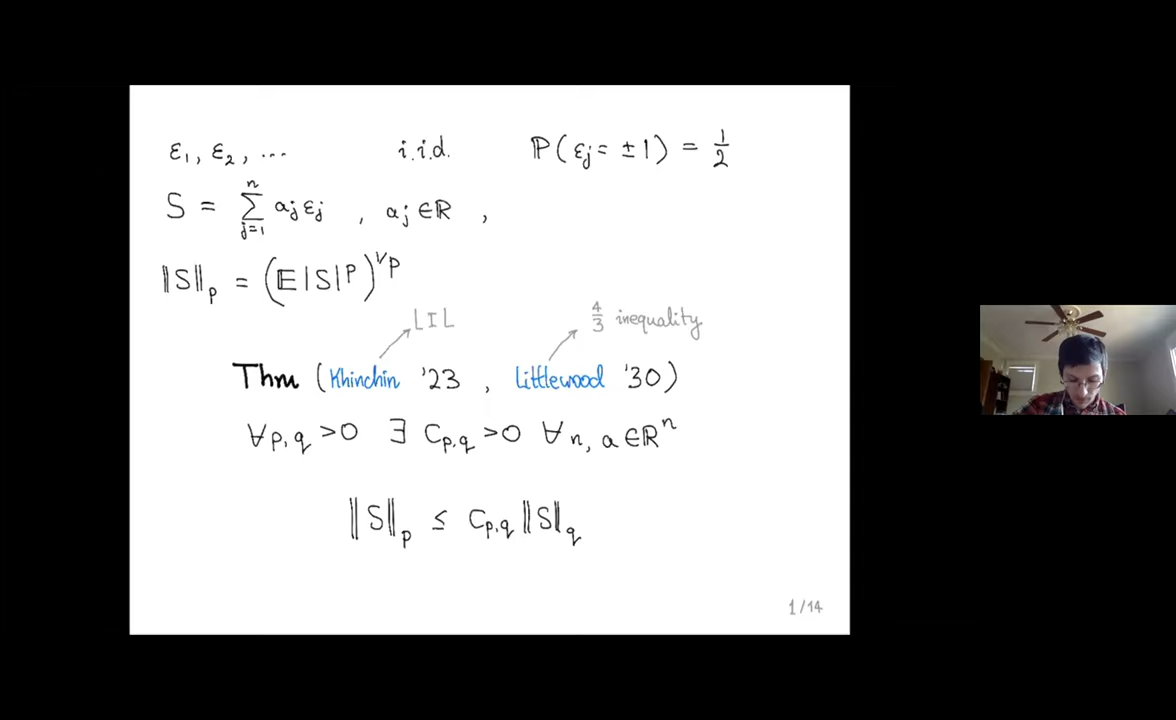 ε₁, ε₂, ... i.i.d. ℙ(εⱼ = ±1) = 1/2
S = ∑ⱼ₌₁ⁿ aⱼεⱼ , aⱼ ∈ ℝ ,
‖S‖ₚ = (𝔼|S|ᵖ)^{1/p}
LIL 4/3 inequality
Thm (Khinchin '23 , Littlewood '30)
∀p,q >0 ∃ C_{p,q} >0 ∀n, a ∈ ℝⁿ
‖S‖_p ≤ C_{p,q} ‖S‖_q
1/14